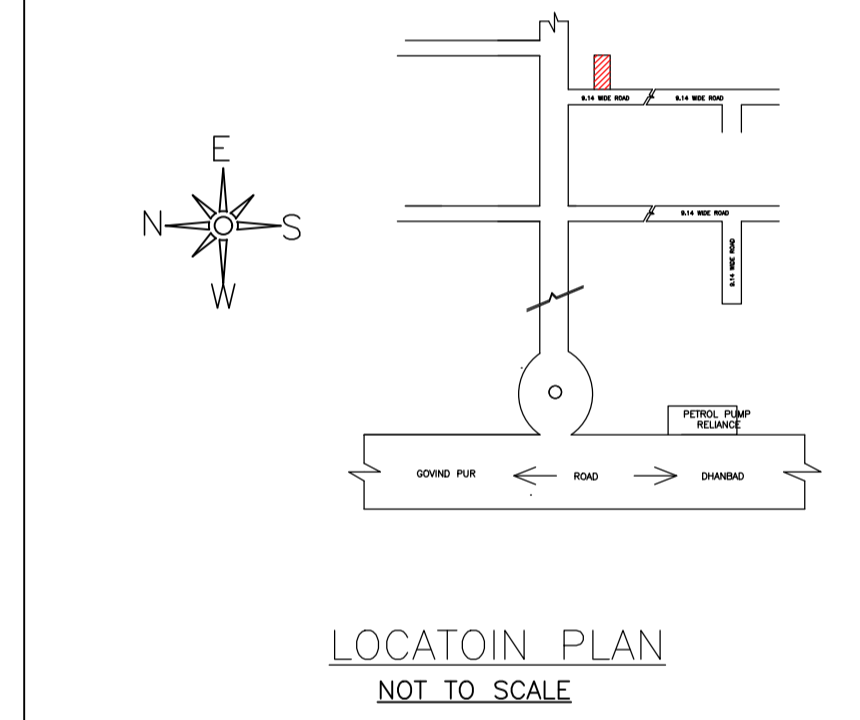 E
N S
W
9.14 WIDE ROAD 9.14 WIDE ROAD
9.14 WIDE ROAD
9.14 WIDE ROAD
PETROL PUMP
RELIANCE
GOVIND PUR ROAD DHANBAD
LOCATOIN PLAN
NOT TO SCALE